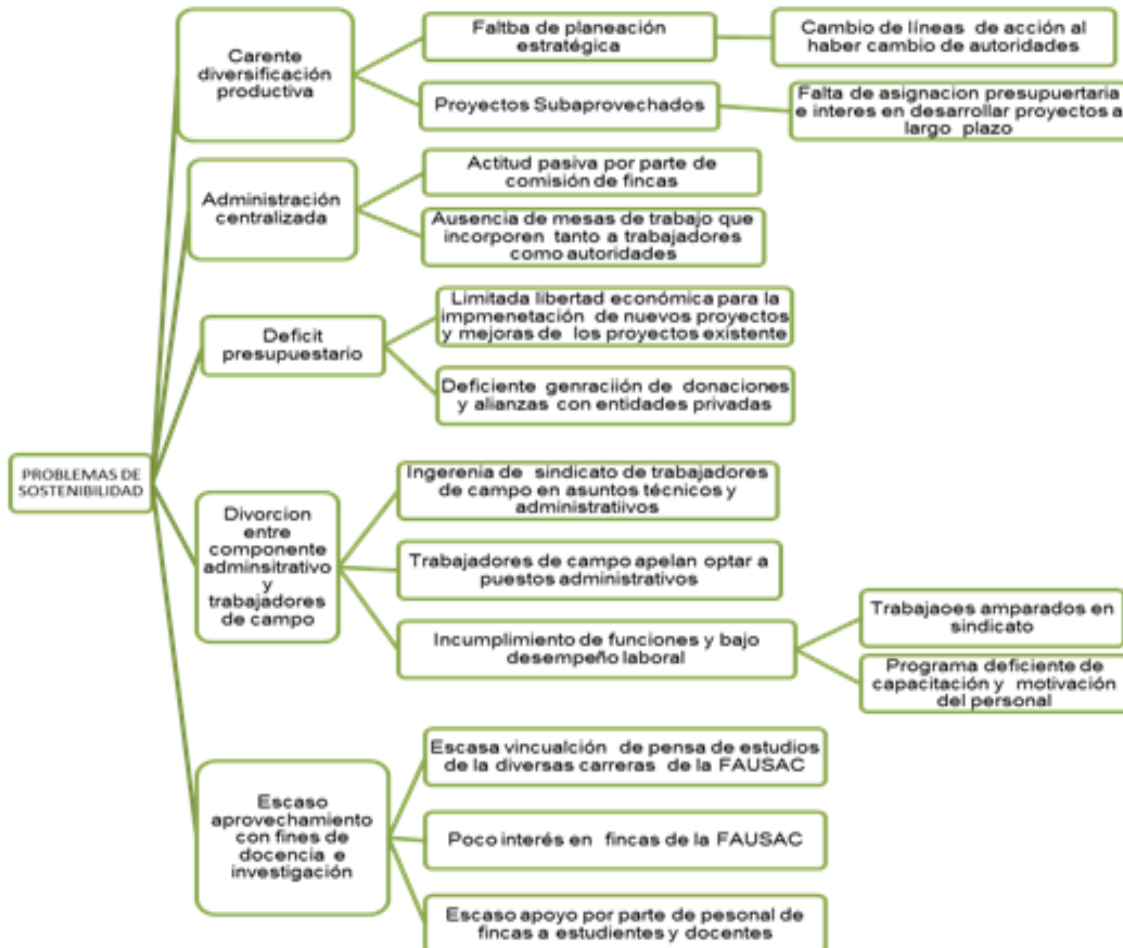 PROBLEMAS DE
SOSTENIBILIDAD
Carente
diversificación
productiva
Faltba de planeación
estratégica
Cambio de líneas de acción al
haber cambio de autoridades
Proyectos Subaprovechados
Falta de asignacion presupuertaria
e interes en desarrollar proyectos a
largo plazo
Administración
centralizada
Actitud pasiva por parte de
comisión de fincas
Ausencia de mesas de trabajo que
incorporen tanto a trabajadores
como autoridades
Deficit
presupuestario
Limitada libertad económica para la
impmenetación de nuevos proyectos
y mejoras de los proyectos existente
Deficiente genraciión de donaciones
y alianzas con entidades privadas
Divorcion
entre
componente
adminsitrativo
y
trabajadores
de campo
Ingerenia de sindicato de trabajadores
de campo en asuntos técnicos y
administratiivos
Trabajadores de campo apelan optar a
puestos administrativos
Incumplimiento de funciones y bajo
desempeño laboral
Trabajaoes amparados en
sindicato
Programa deficiente de
capacitación y motivación
del personal
Escaso
aprovechamiento
con fines de
docencia e
investigación
Escasa vincualción de pensa de estudios
de la diversas carreras de la FAUSAC
Poco interés en fincas de la FAUSAC
Escaso apoyo por parte de pesonal de
fincas a estudientes y docentes